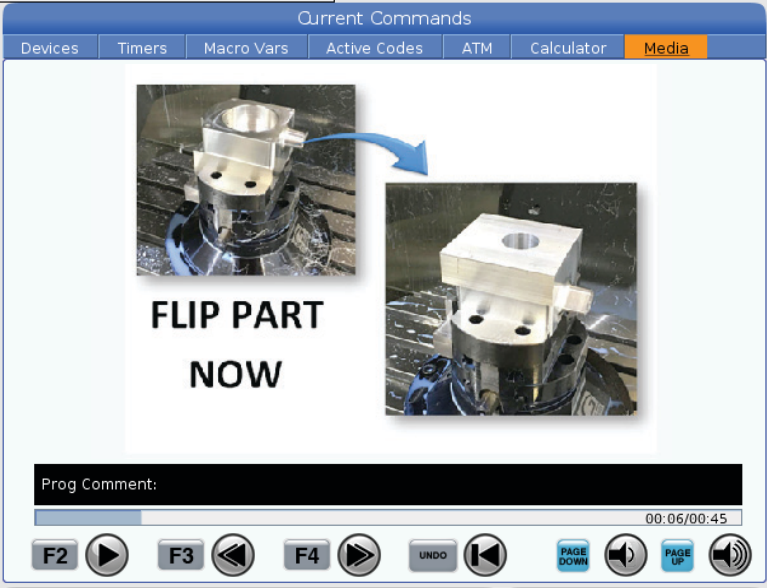 Current Commands
Devices Timers Macro Vars Active Codes ATM Calculator Media
FLIP PART
NOW
Prog Comment:
00:06/00:45
F2 F3 F4 UNDO PAGE DOWN PAGE UP